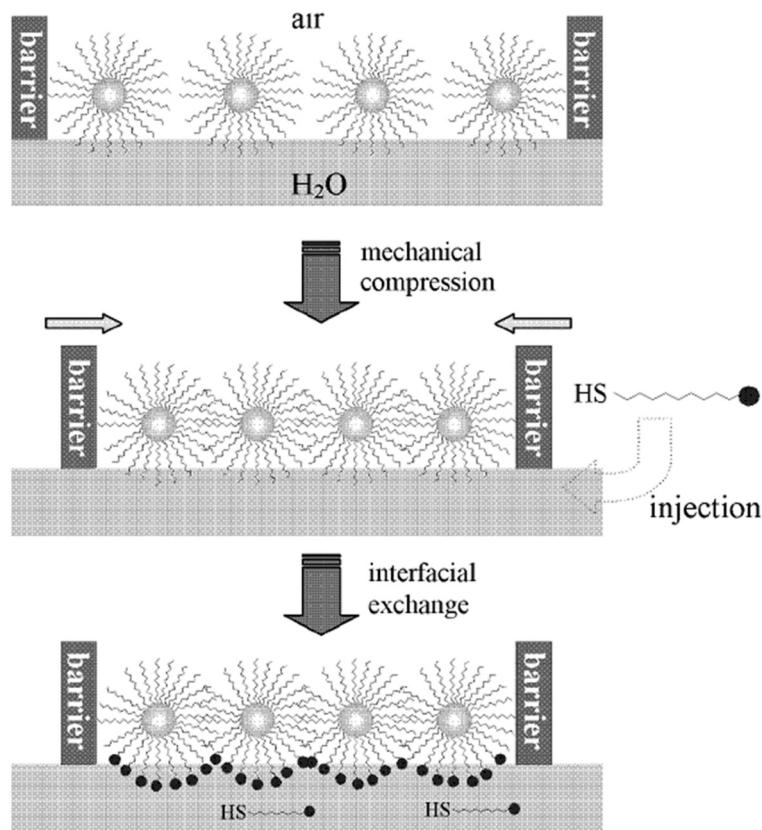 air
barrier
barrier
H₂O
mechanical
compression
barrier
barrier
HS
injection
interfacial
exchange
barrier
barrier
HS
HS